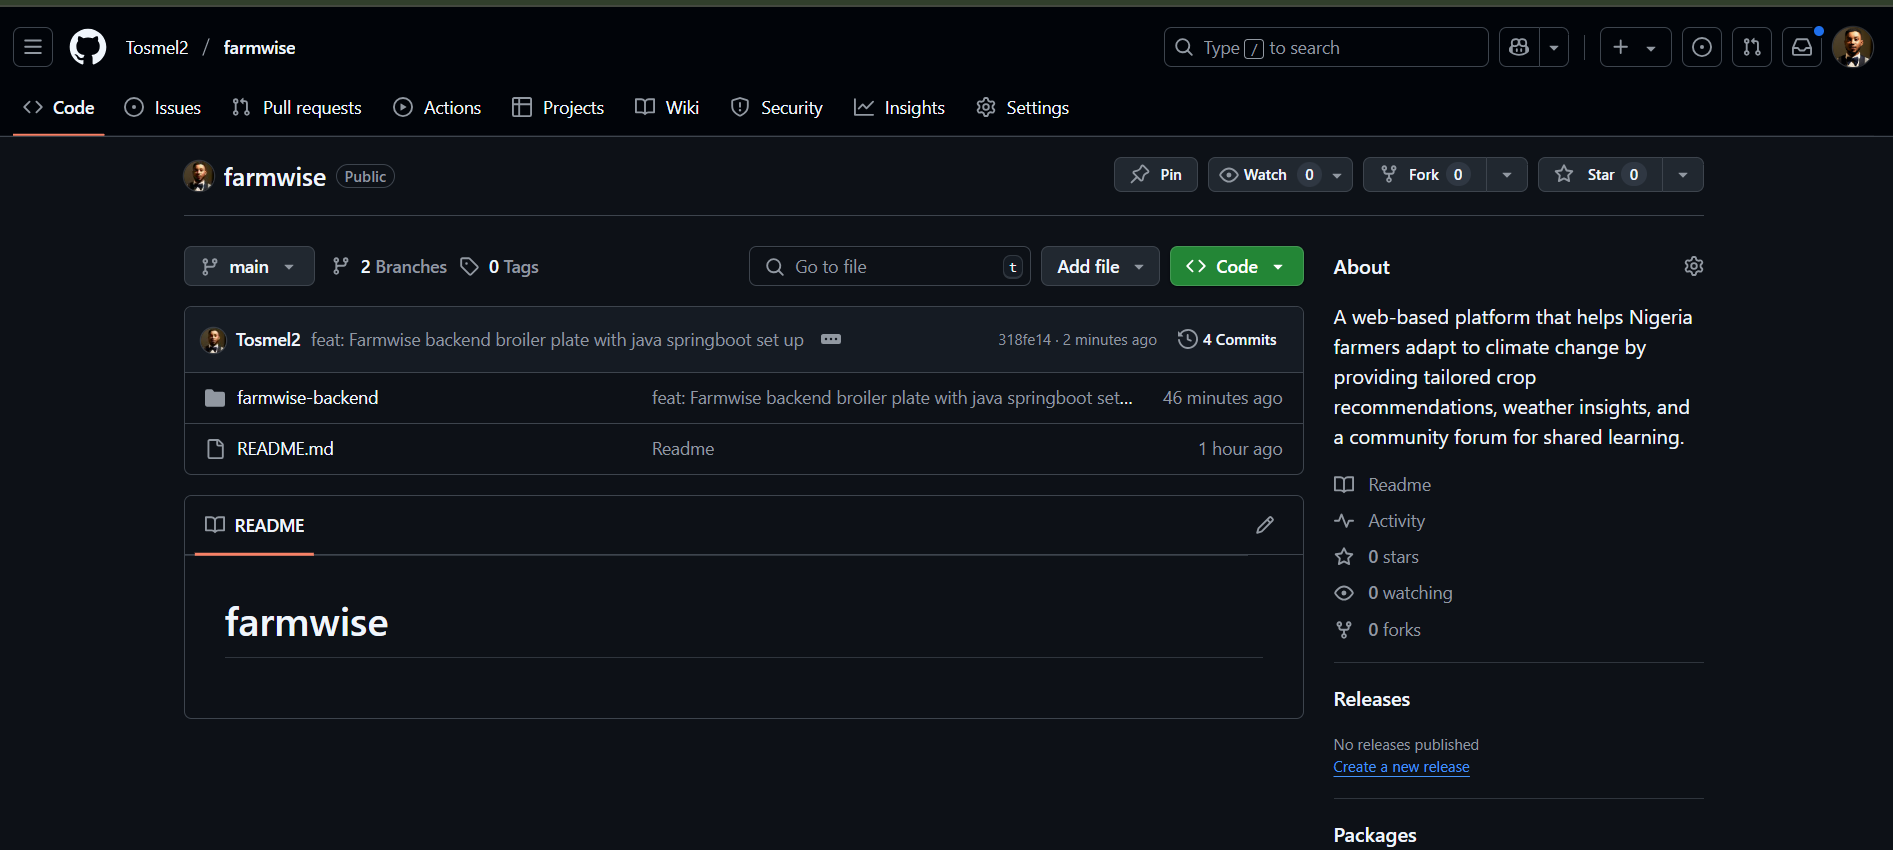 Tosmel2 / farmwise
Type / to search
Code Issues Pull requests Actions Projects Wiki Security Insights Settings
farmwise Public
Pin Watch 0 Fork 0 Star 0
main 2 Branches 0 Tags Go to file t Add file Code
Tosmel2 feat: Farmwise backend broiler plate with java springboot set up 318fe14 · 2 minutes ago 4 Commits
farmwise-backend feat: Farmwise backend broiler plate with java springboot set... 46 minutes ago
README.md Readme 1 hour ago
README
farmwise
About
A web-based platform that helps Nigeria
farmers adapt to climate change by
providing tailored crop
recommendations, weather insights, and
a community forum for shared learning.
Readme
Activity
0 stars
0 watching
0 forks
Releases
No releases published
Create a new release
Packages